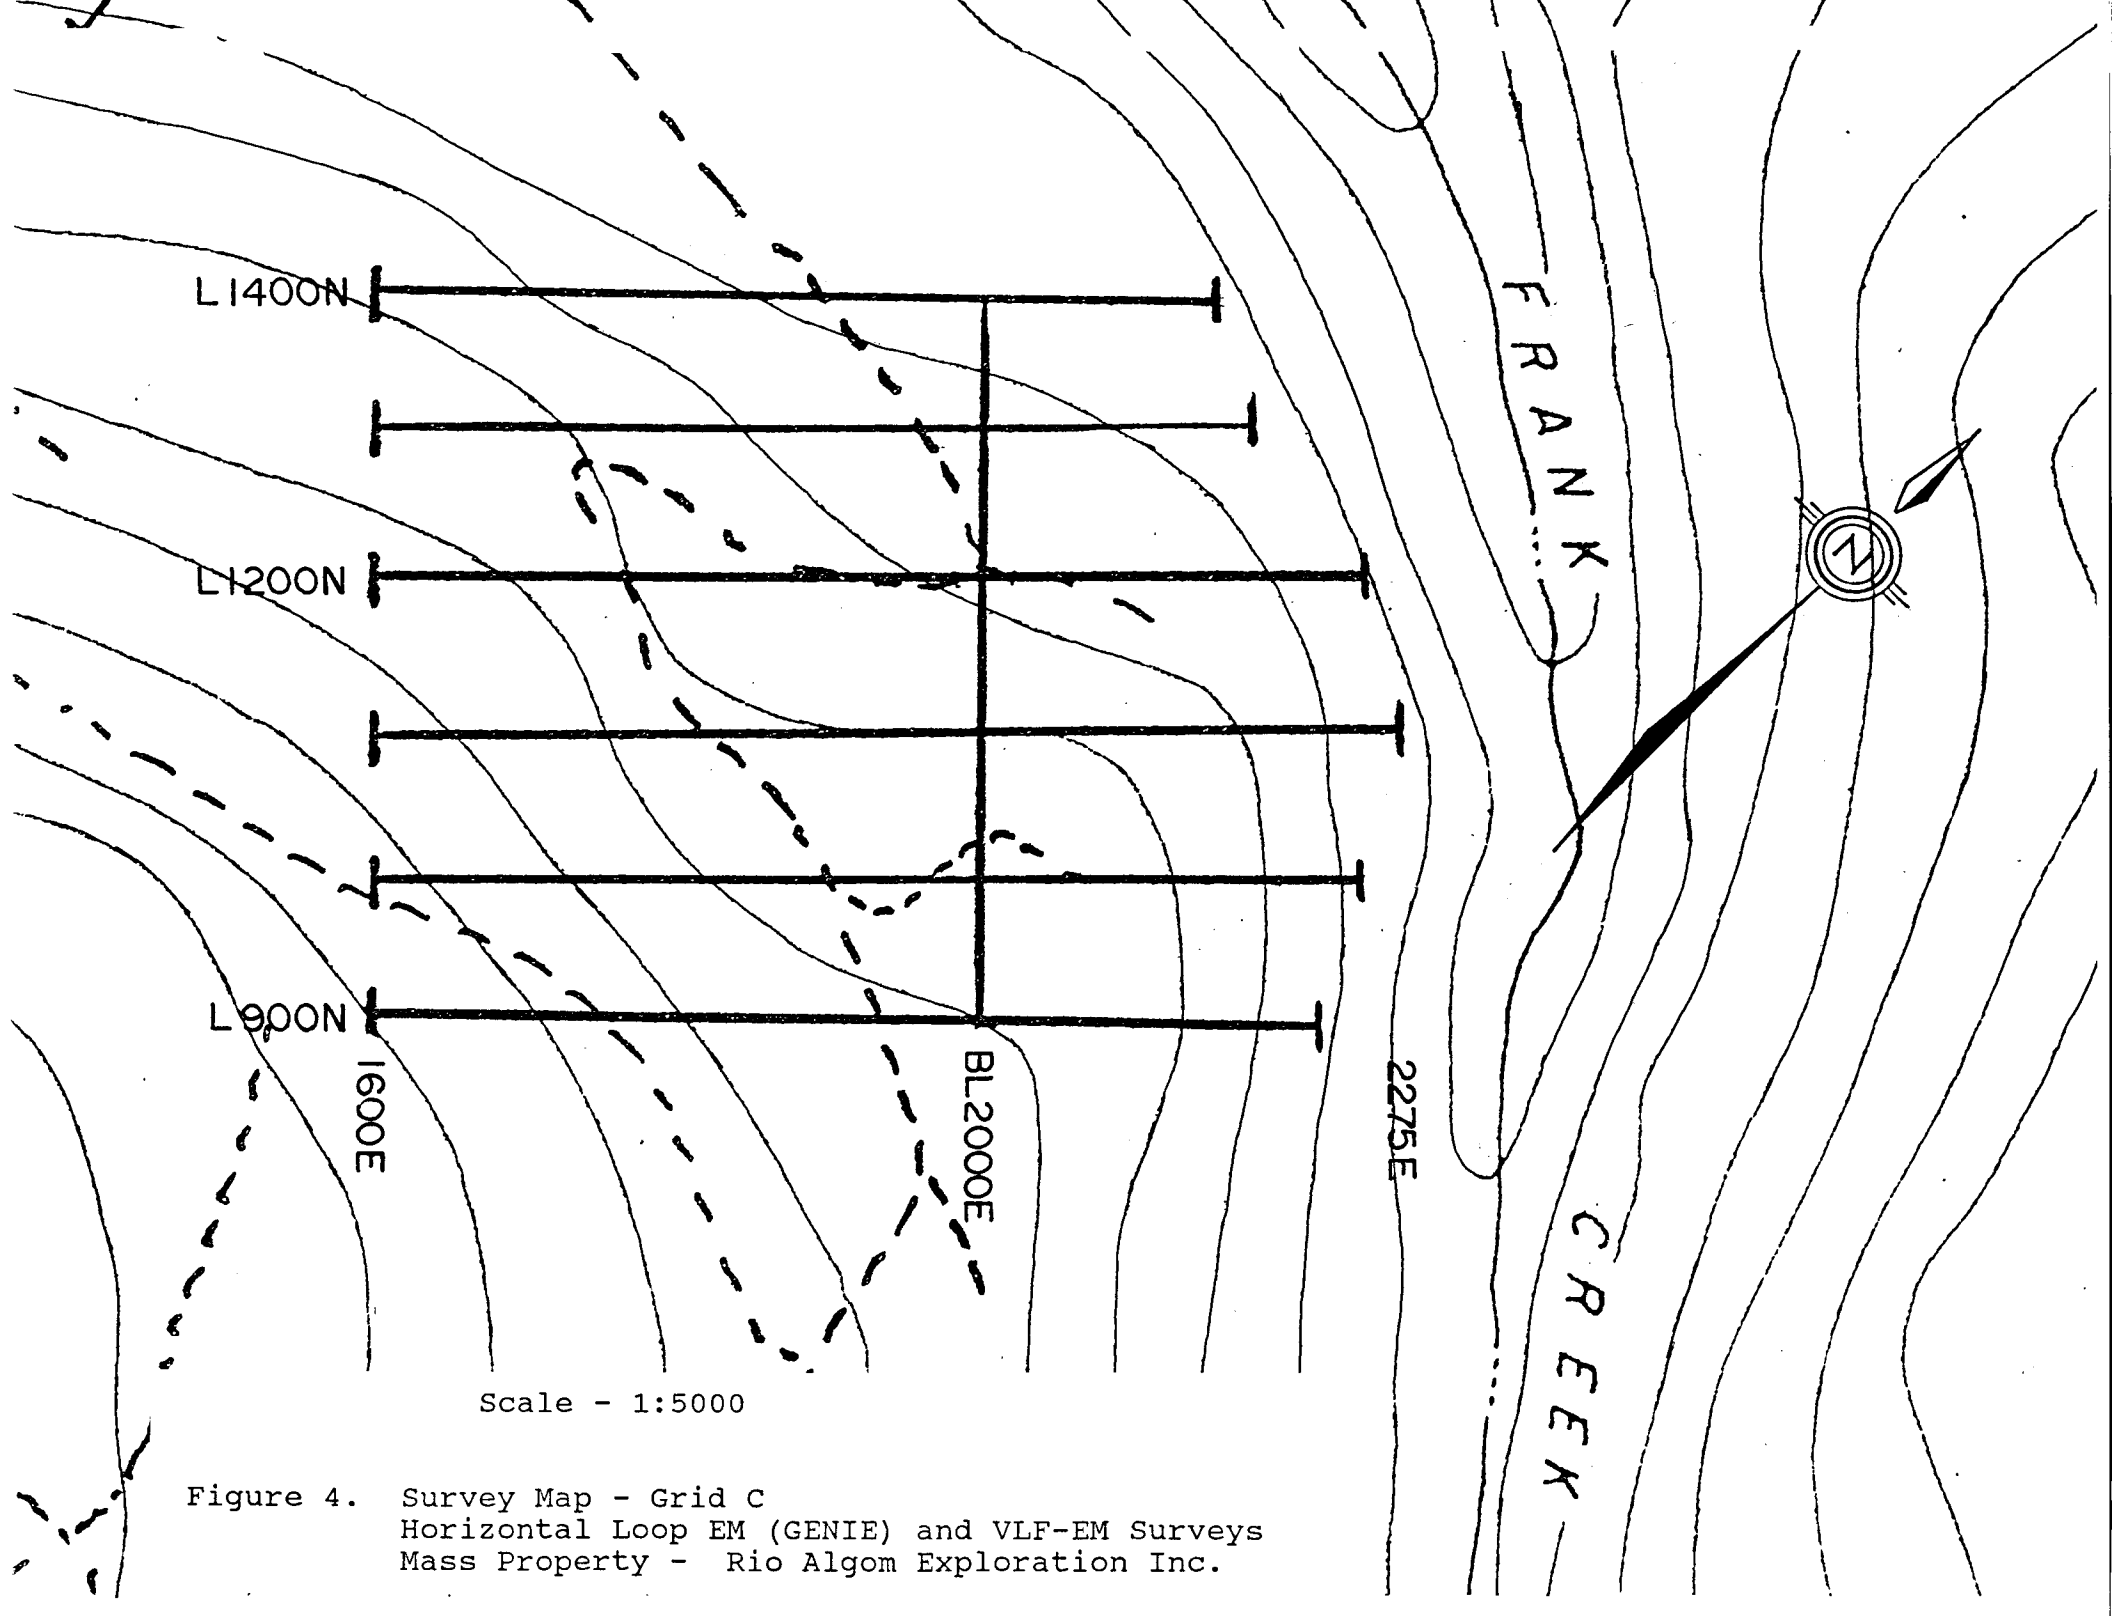 L1400N
L1200N
L900N
1600E
BL2000E
2275E
FRANK
CREEK
N
Scale - 1:5000
Figure 4. Survey Map - Grid C
Horizontal Loop EM (GENIE) and VLF-EM Surveys
Mass Property - Rio Algom Exploration Inc.